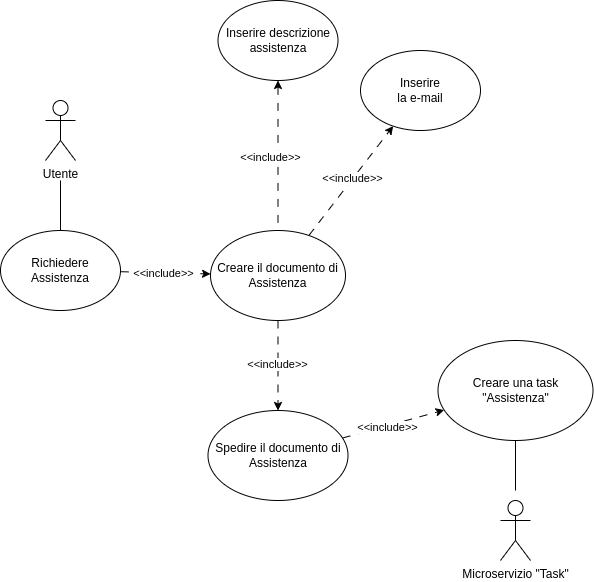 Inserire descrizione
assistenza
Inserire
la e-mail
<<include>>
<<include>>
Utente
Richiedere
Assistenza
<<include>>
Creare il documento di
Assistenza
<<include>>
Creare una task
"Assistenza"
<<include>>
Spedire il documento di
Assistenza
Microservizio "Task"